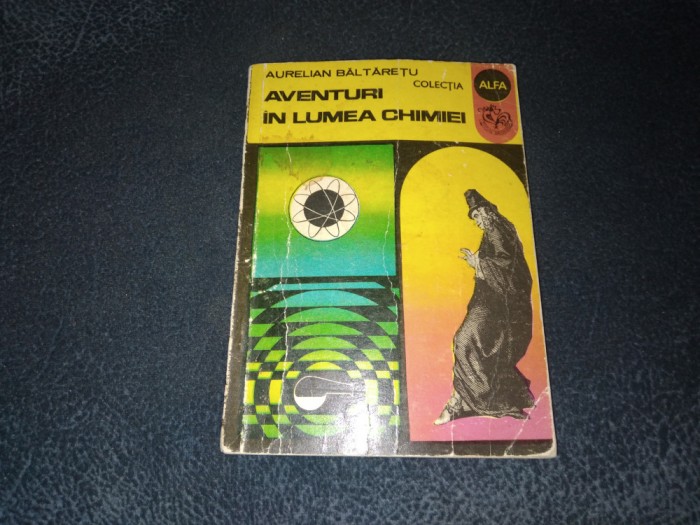 AURELIAN BĂLTĂREȚU
COLECȚIA
ALFA
AVENTURI
ÎN LUMEA CHIMIEI